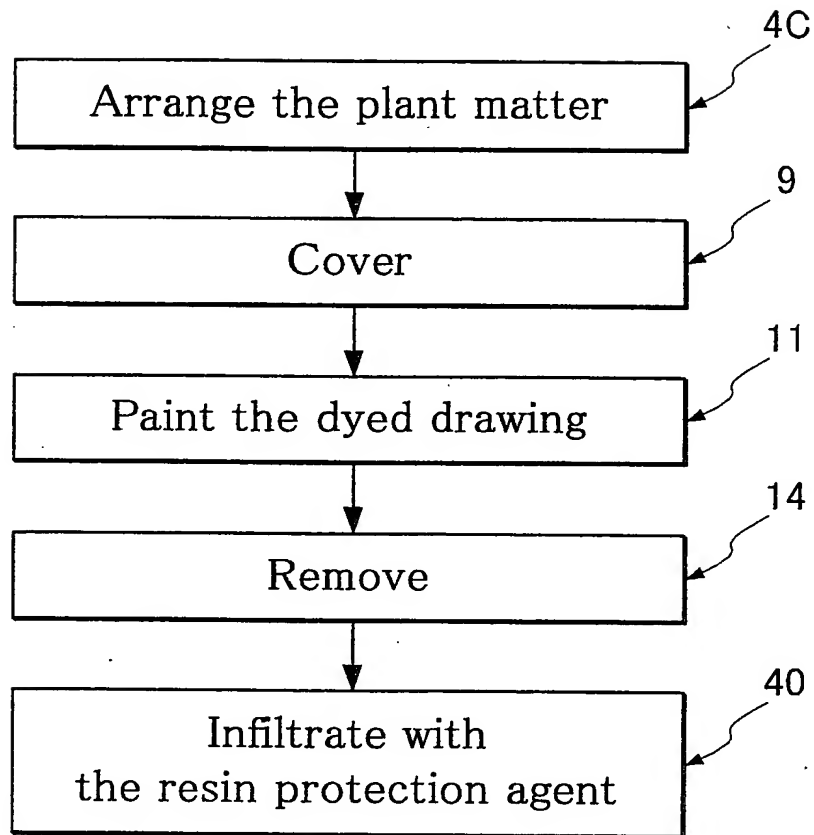 4C
Arrange the plant matter
9
Cover
11
Paint the dyed drawing
14
Remove
40
Infiltrate with
the resin protection agent